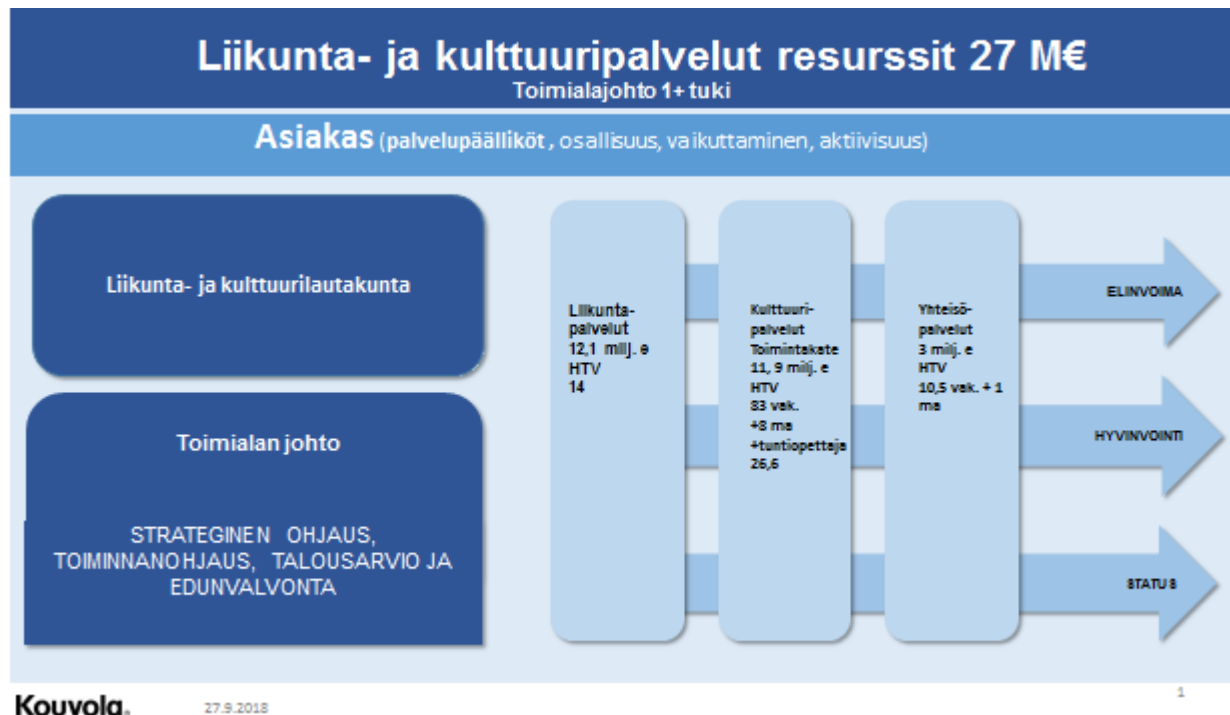 Liikunta- ja kulttuuripalvelut resurssit 27 M€
Toimialajohto 1+ tuki
Asiakas (palvelupäälliköt , osallisuus, vaikuttaminen, aktiivisuus)
Liikunta- ja kulttuurilautakunta
Toimialan johto
STRATEGINEN OHJAUS,
TOIMINNANOHJAUS, TALOUSARVIO JA
EDUNVALVONTA
Liikunta-
palvelut
12,1 milj. e
HTV
14
Kulttuuri-
palvelut
Toimintakate
11, 9 milj. e
HTV
83 vak.
+8 ma
+tuntiopettaja
26,6
Yhteisö-
palvelut
3 milj. e
HTV
10,5 vak. + 1
ma
ELINVOIMA
HYVINVOINTI
STATUS
Kouvola.
27.9.2018
1